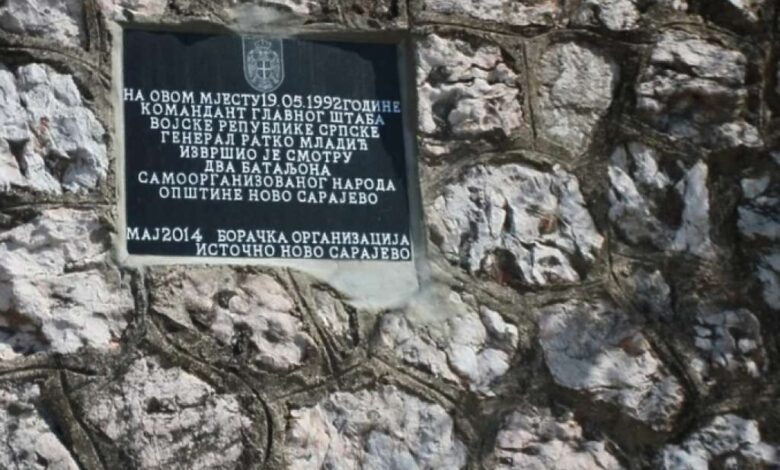 НА ОВОМ МЈЕСТУ 19.05.1992 ГОДИНЕ
КОМАНДАНТ ГЛАВНОГ ШТАБА
ВОЈСКЕ РЕПУБЛИКЕ СРПСКЕ
ГЕНЕРАЛ РАТКО МЛАДИЋ
ИЗВРШИО ЈЕ СМОТРУ
ДВА БАТАЉОНА
САМООРГАНИЗОВАНОГ НАРОДА
ОПШТИНЕ НОВО САРАЈЕВО
МАЈ 2014 БОРАЧКА ОРГАНИЗАЦИЈА
ИСТОЧНО НОВО САРАЈЕВО